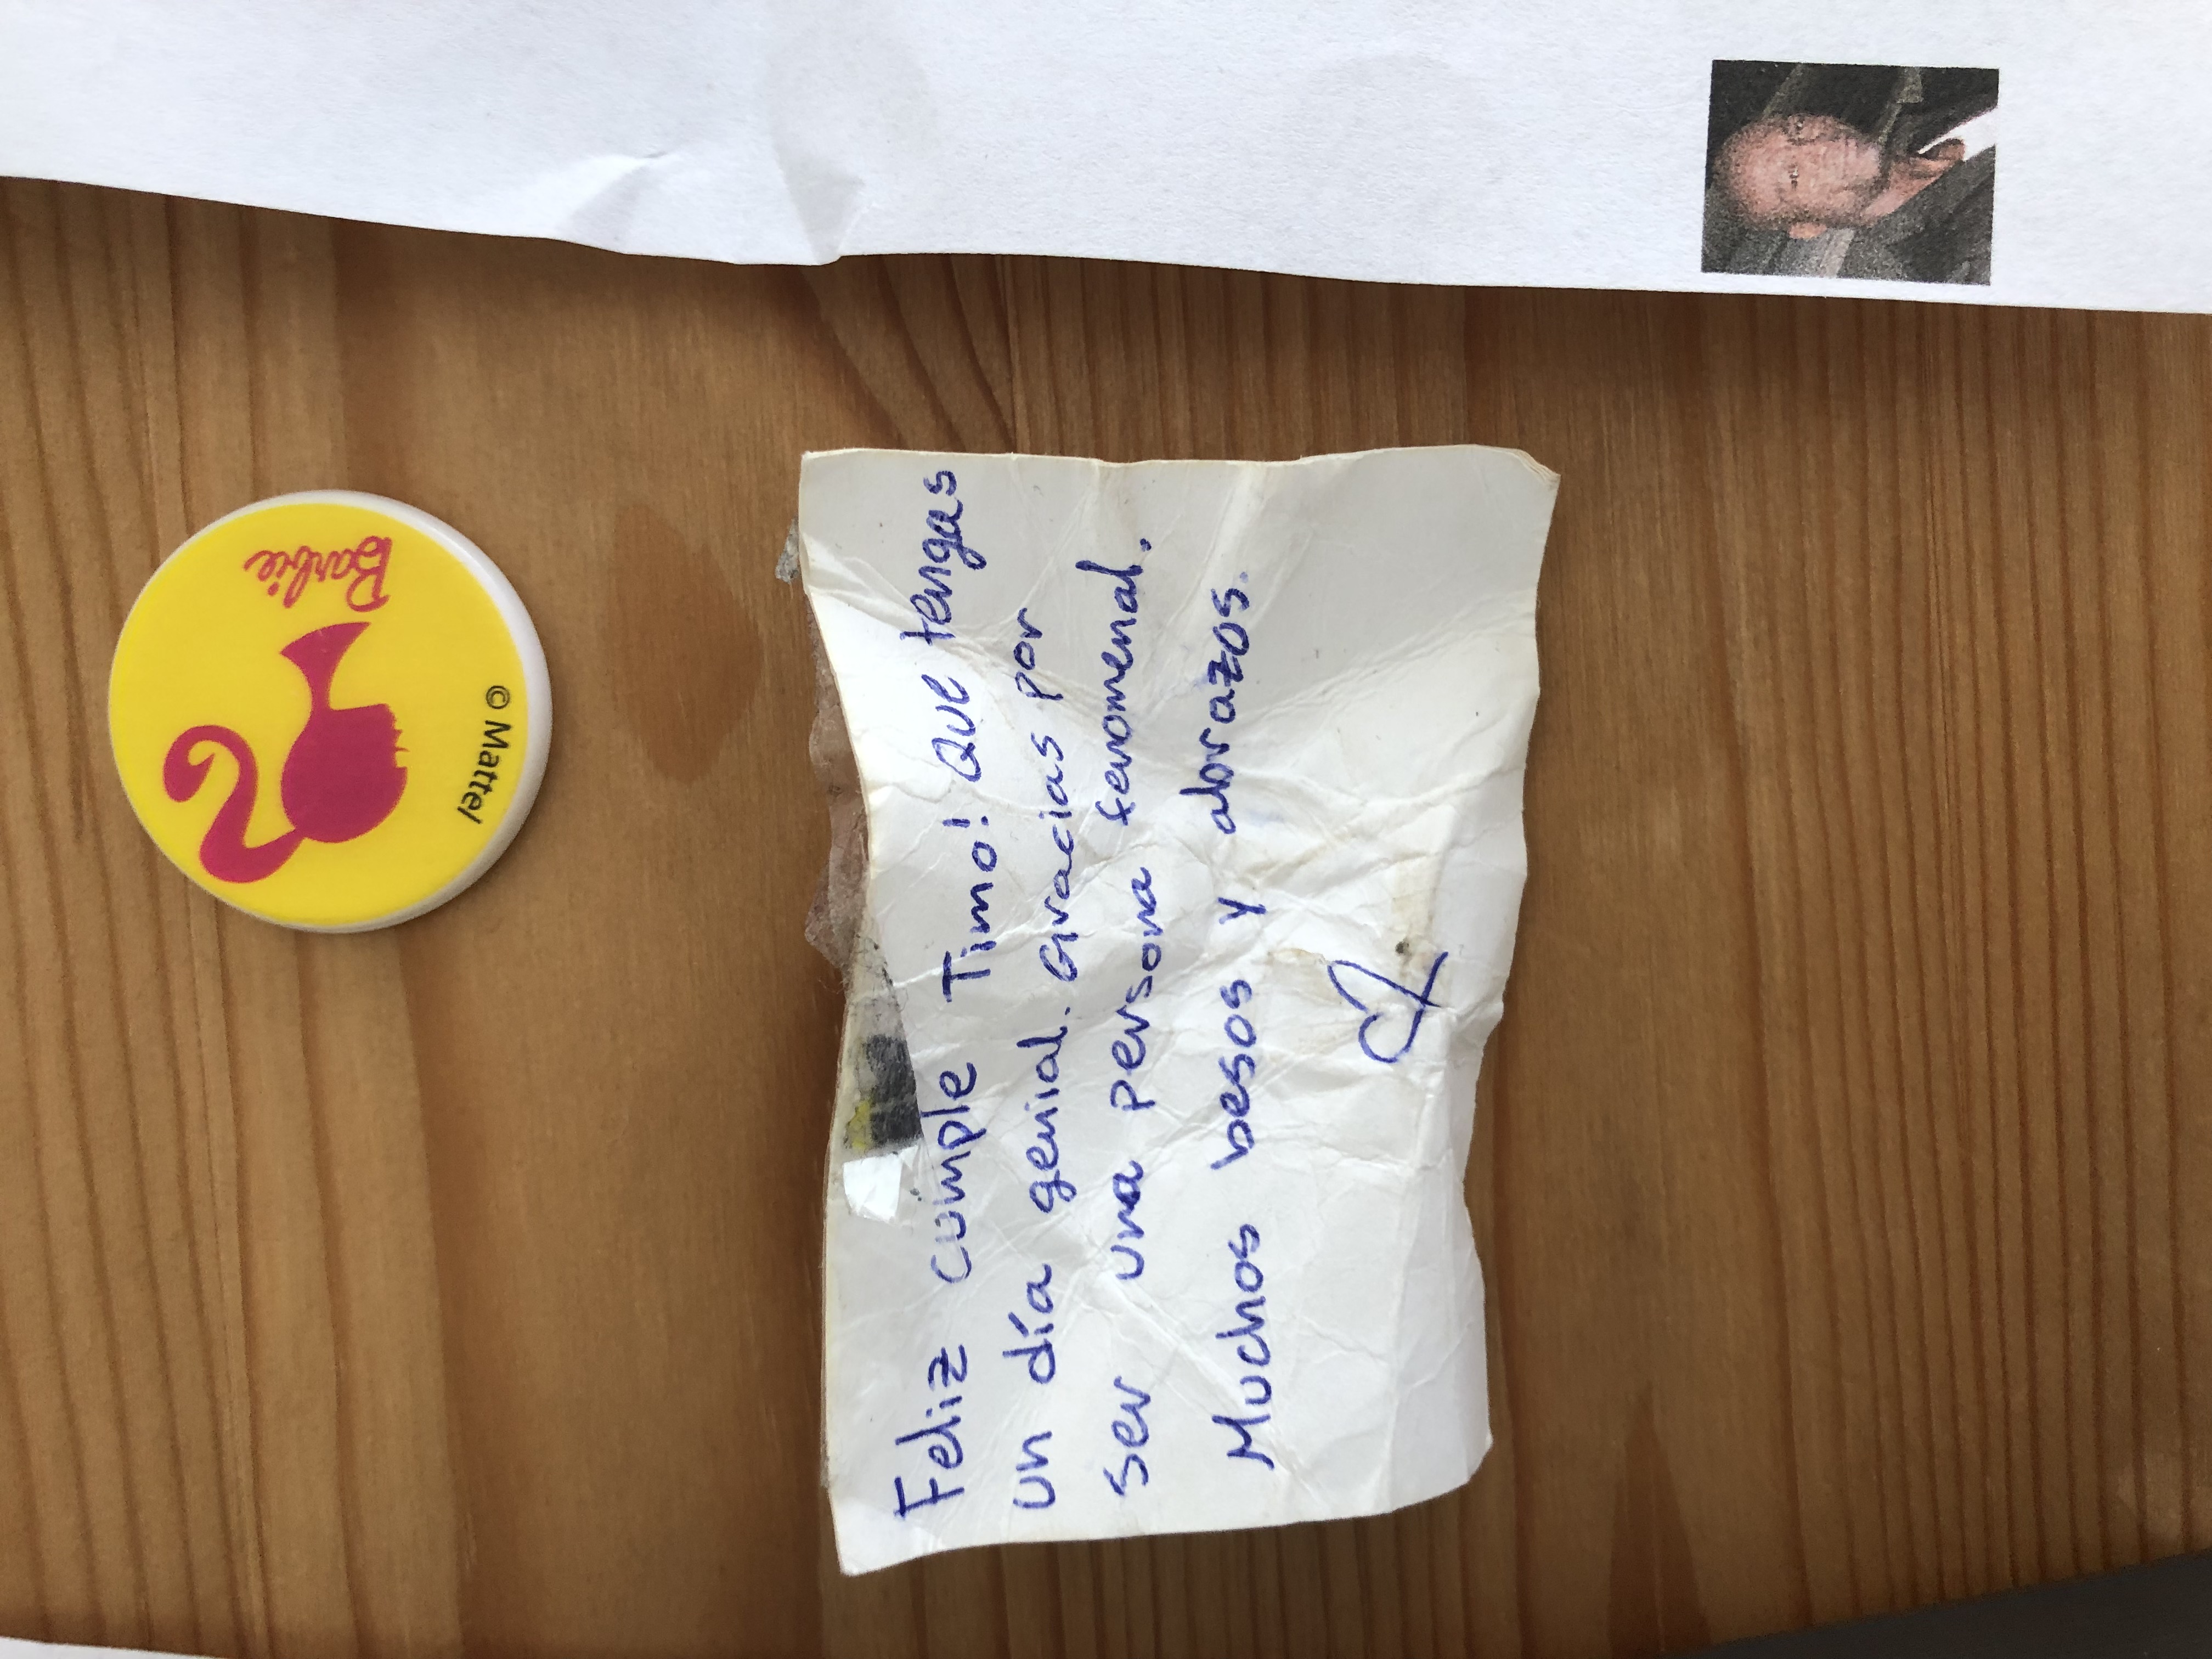 Barbie
© Mattel
Feliz cumple Timo! Que tengas
un día genial. Gracias por
ser una persona fenomenal.
Muchos besos y abrazos.